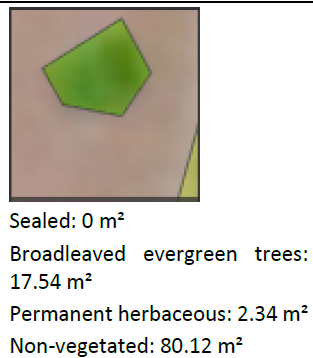 Sealed: 0 m²
Broadleaved evergreen trees:
17.54 m²
Permanent herbaceous: 2.34 m²
Non-vegetated: 80.12 m²